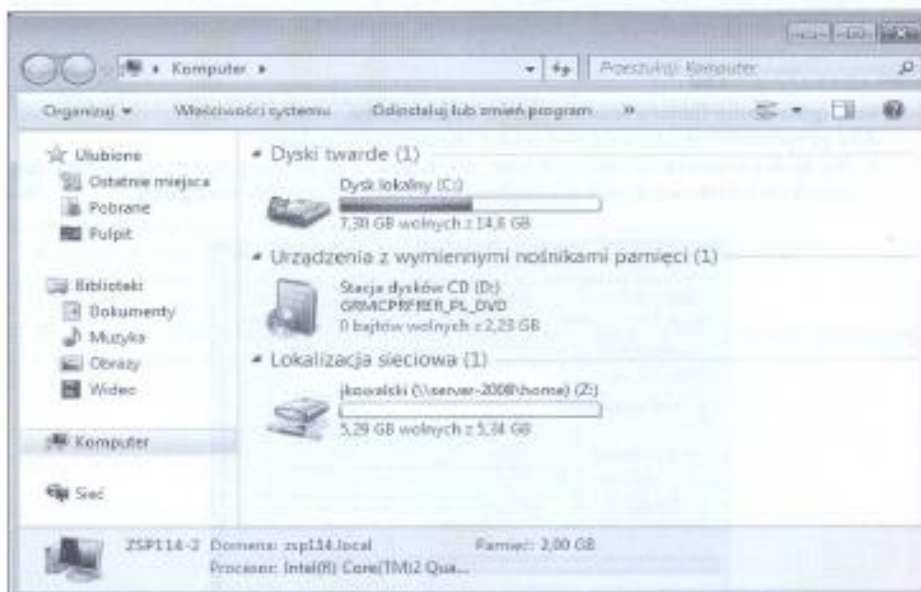 Komputer
Przeszukaj: Komputer
Organizuj
Właściwości systemu
Odinstaluj lub zmień program
»
Ulubione
Ostatnie miejsca
Pobrane
Pulpit
Biblioteki
Dokumenty
Muzyka
Obrazy
Wideo
Komputer
Sieć
Dyski twarde (1)
Dysk lokalny (C:)
7,30 GB wolnych z 14,6 GB
Urządzenia z wymiennymi nośnikami pamięci (1)
Stacja dysków CD (D:)
GRMCPRFRER_PL_DVD
0 bajtów wolnych z 2,23 GB
Lokalizacja sieciowa (1)
jkowalski (\\server-2008\home) (Z:)
5,29 GB wolnych z 5,34 GB
ZSP114-2 Domena: zsp114.local Pamięć: 2,00 GB
Procesor: Intel(R) Core(TM)2 Qua...